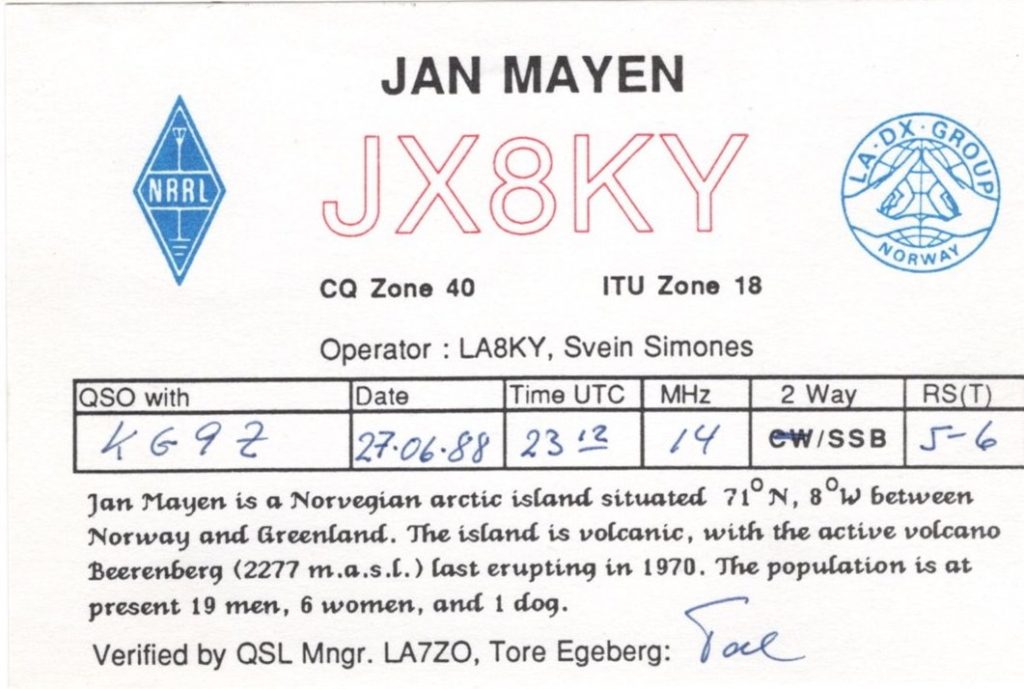 JAN MAYEN
NRRL
JX8KY
LA·DX·GROUP
NORWAY
CQ Zone 40 ITU Zone 18
Operator : LA8KY, Svein Simones
QSO with Date Time UTC MHz 2 Way RS(T)
KG9Z 27.06.88 23 12 14 CW/SSB 5-6
Jan Mayen is a Norvegian arctic island situated 71°N, 8°W between
Norway and Greenland. The island is volcanic, with the active volcano
Beerenberg (2277 m.a.s.l.) last erupting in 1970. The population is at
present 19 men, 6 women, and 1 dog.
Verified by QSL Mngr. LA7ZO, Tore Egeberg: